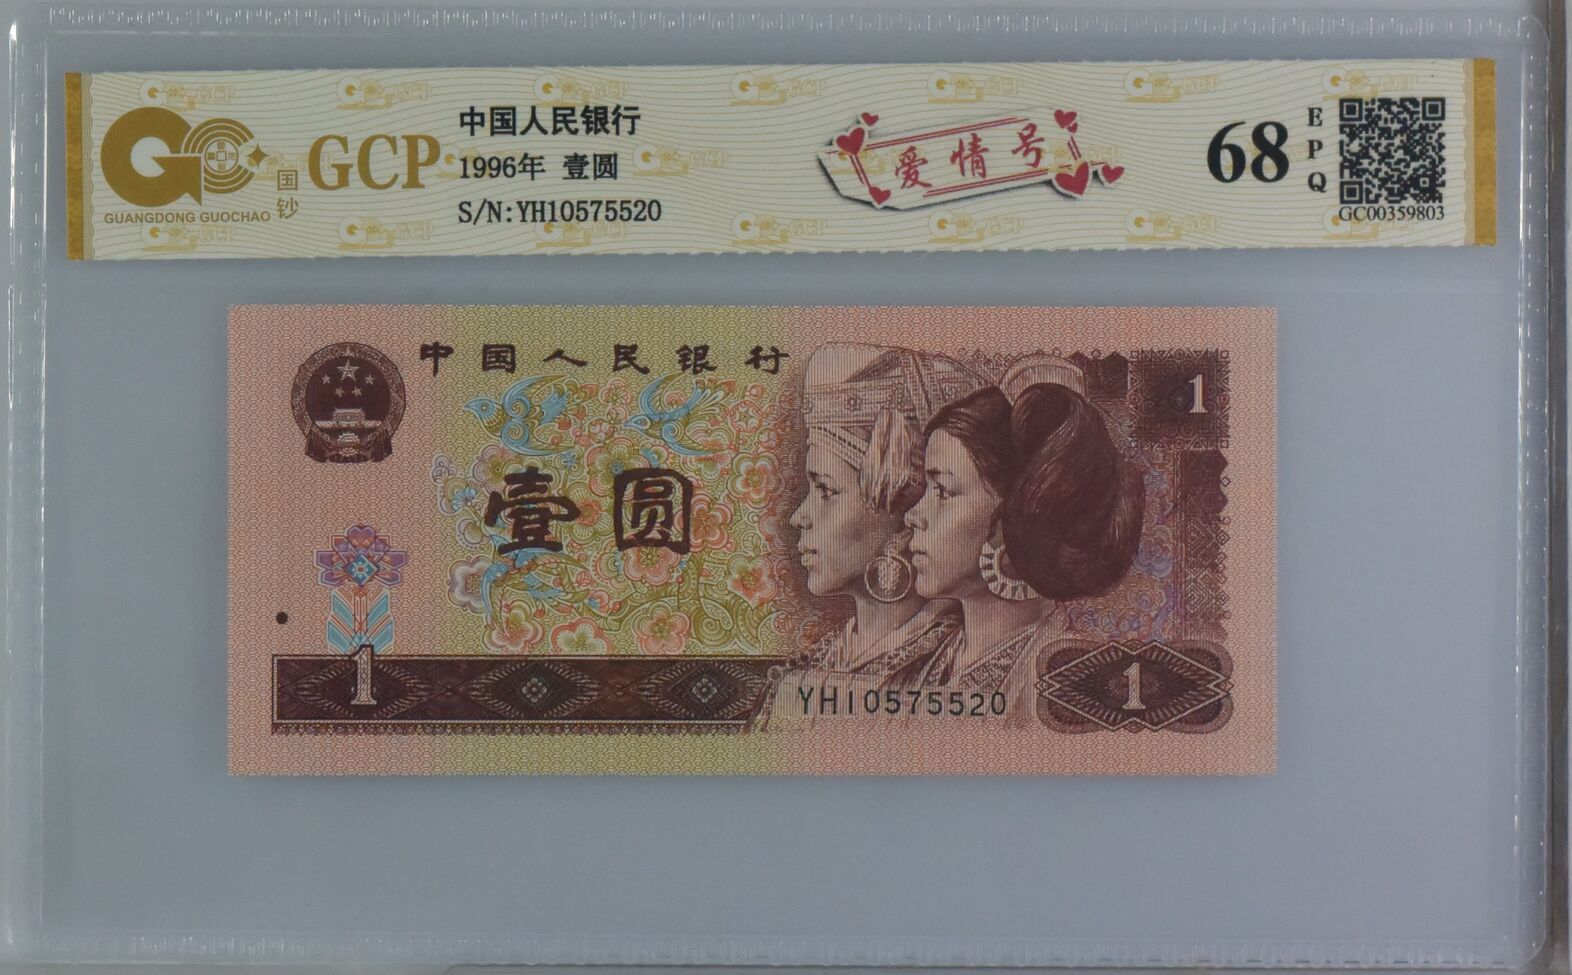 GCP
国钞
GUANGDONG GUOCHAO
中国人民银行
1996年 壹圆
S/N:YH10575520
爱情号
68
EPQ
GC00359803
中国人民银行
1
壹圆
1
YH10575520
1